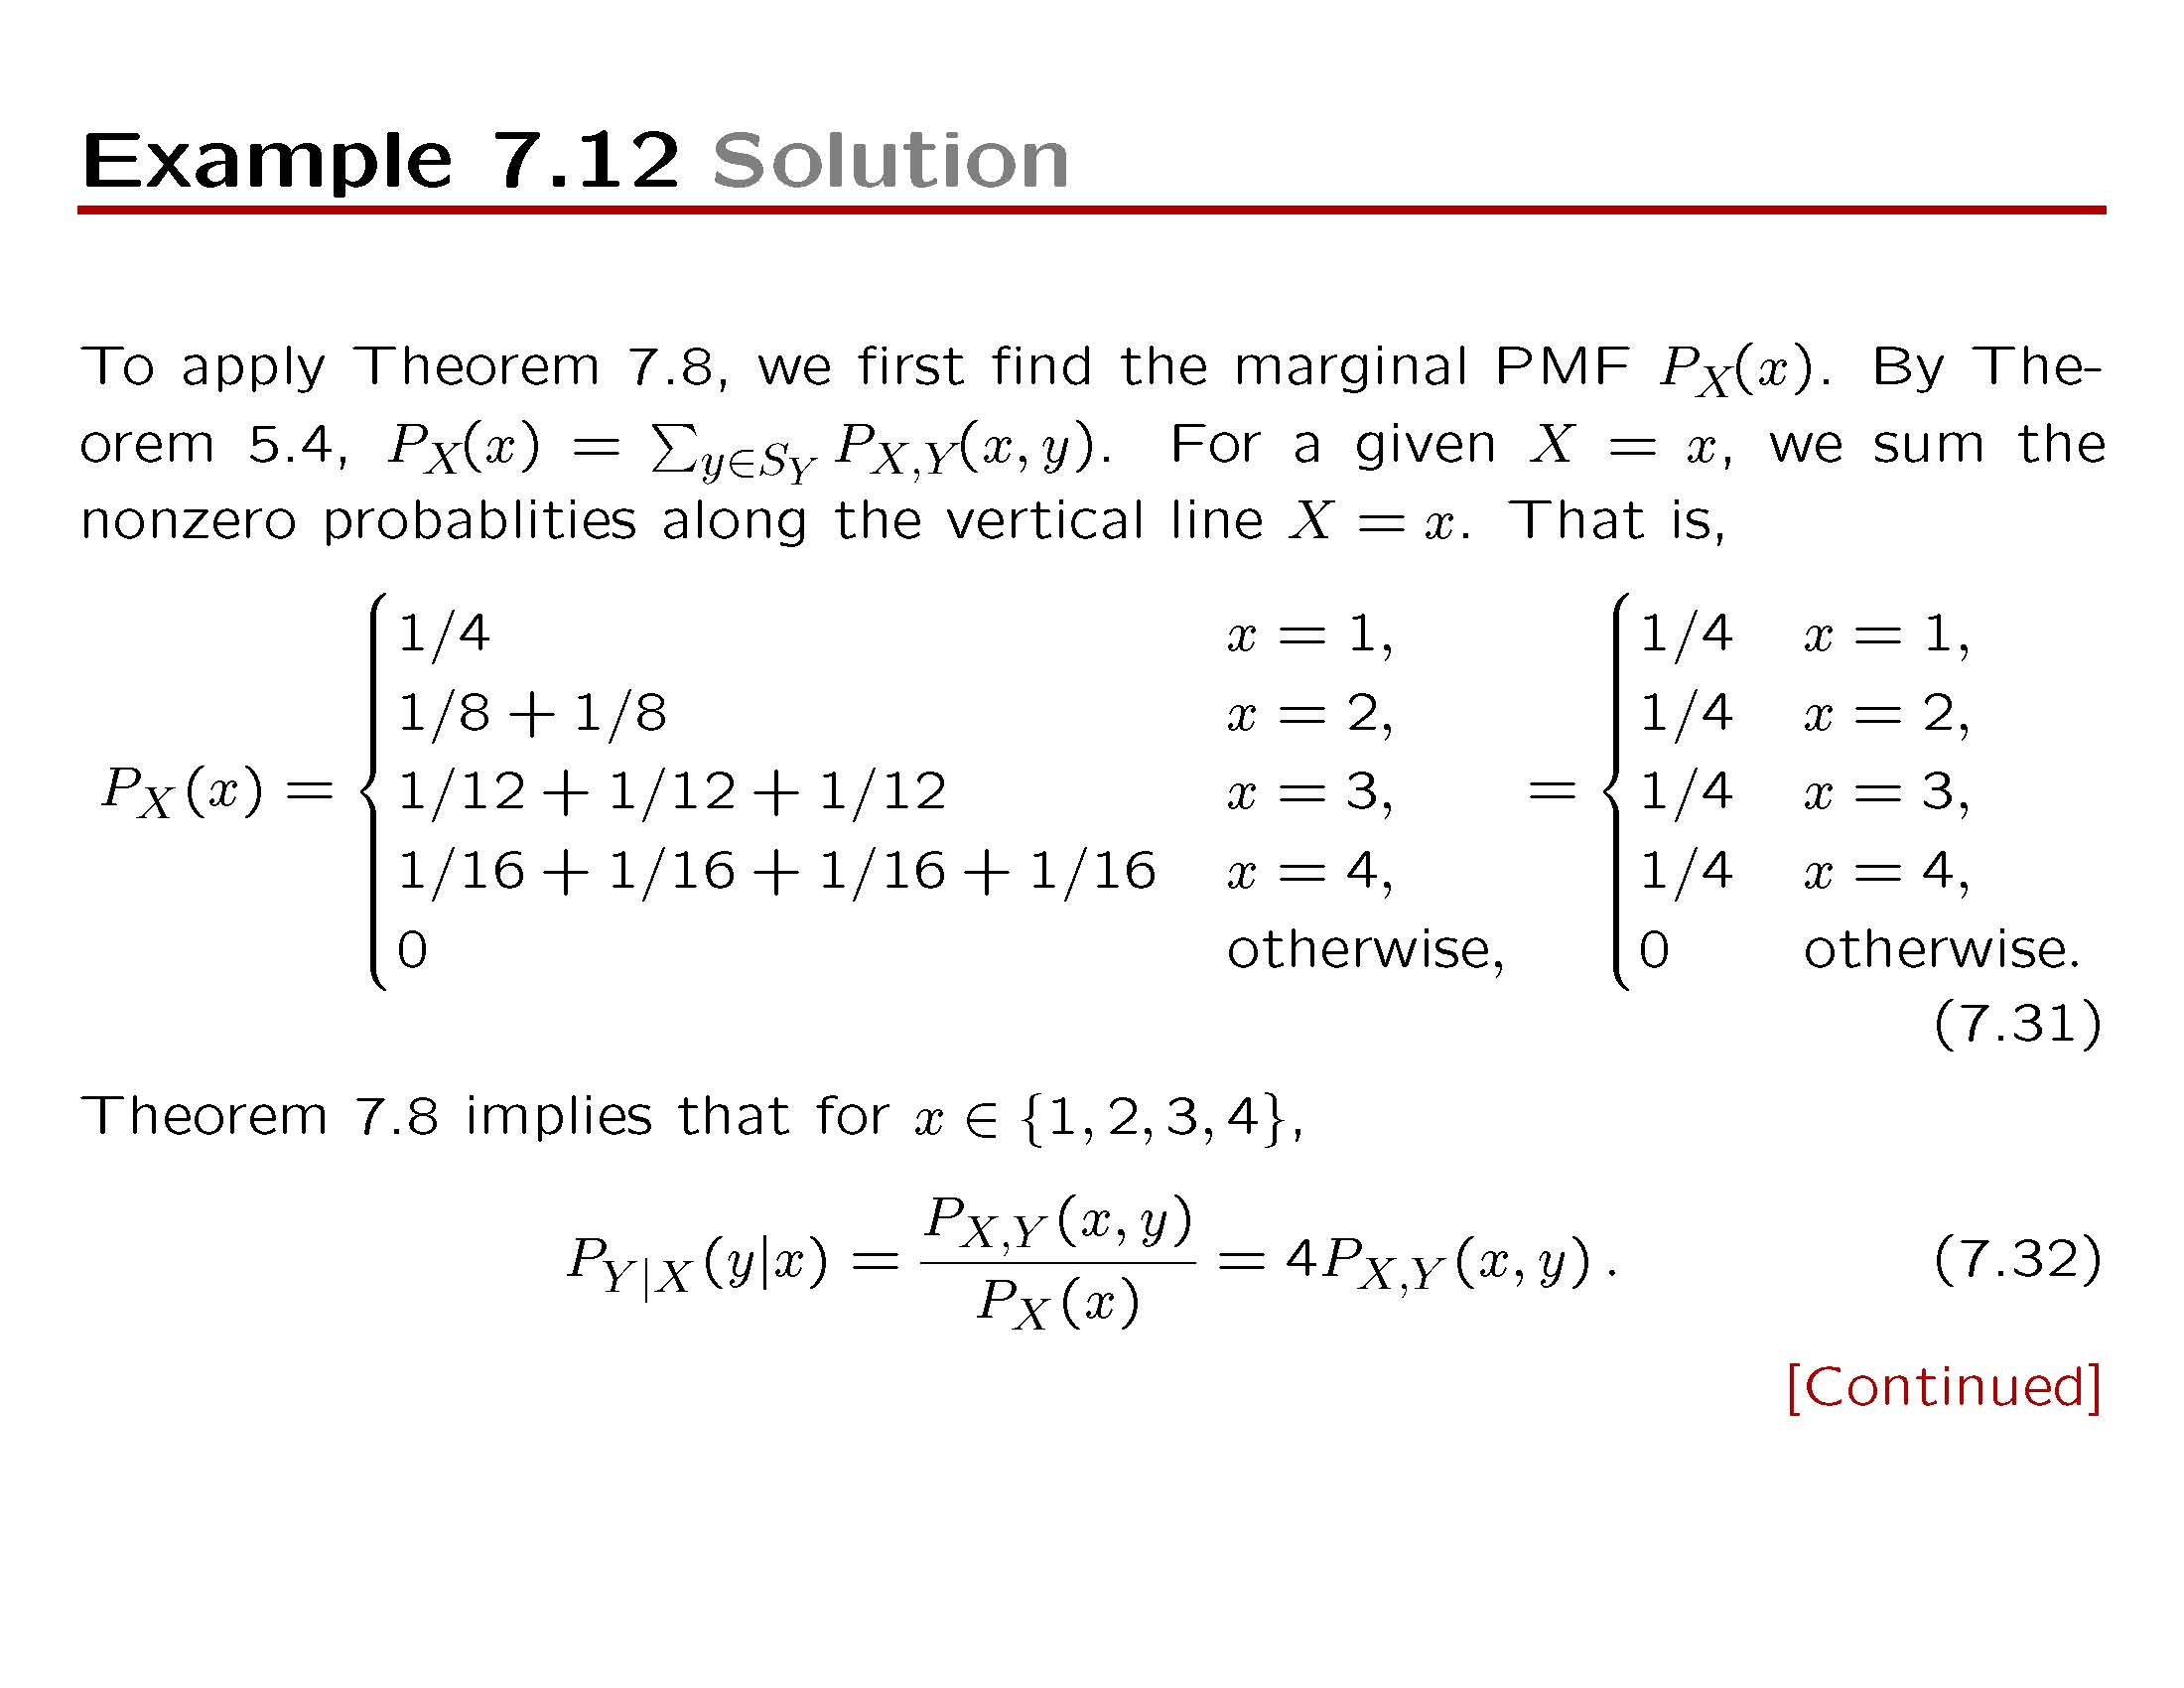 Example 7.12 Solution
To apply Theorem 7.8, we first find the marginal PMF P_X(x). By The-
orem 5.4, P_X(x) = ∑_{y∈S_Y} P_{X,Y}(x, y). For a given X = x, we sum the
nonzero probablities along the vertical line X = x. That is,
P_X(x) = { 1/4 x = 1, = { 1/4 x = 1,
1/8 + 1/8 x = 2, 1/4 x = 2,
1/12 + 1/12 + 1/12 x = 3, 1/4 x = 3,
1/16 + 1/16 + 1/16 + 1/16 x = 4, 1/4 x = 4,
0 otherwise, 0 otherwise.
(7.31)
Theorem 7.8 implies that for x ∈ {1, 2, 3, 4},
P_{Y|X}(y|x) = P_{X,Y}(x, y) / P_X(x) = 4P_{X,Y}(x, y) . (7.32)
[Continued]